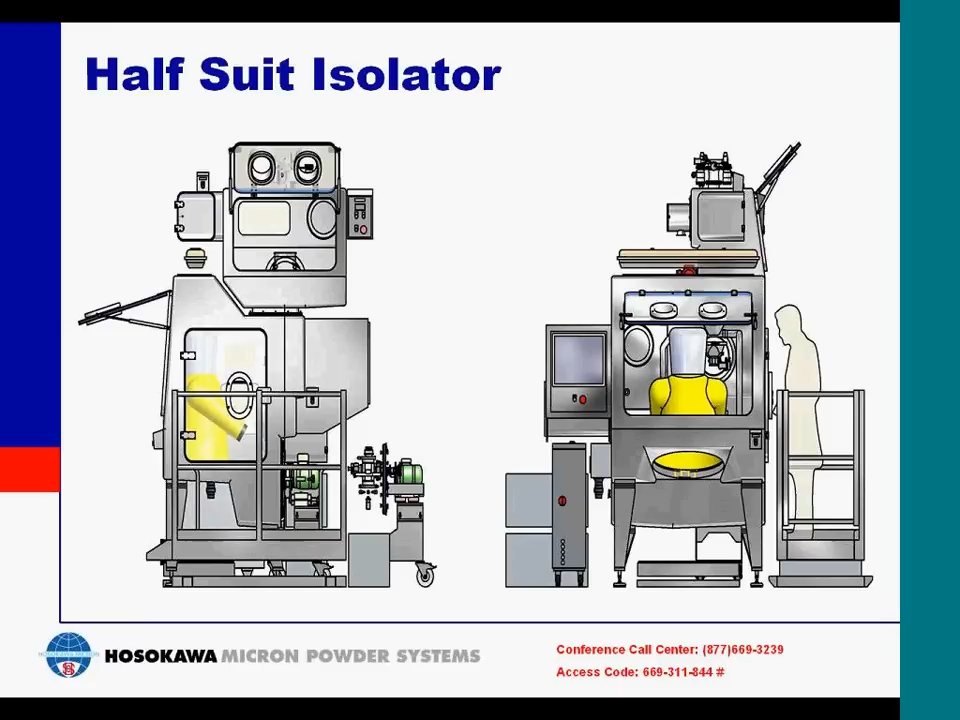 Half Suit Isolator
HOSOKAWA MICRON POWDER SYSTEMS
Conference Call Center: (877)669-3239
Access Code: 669-311-844 #